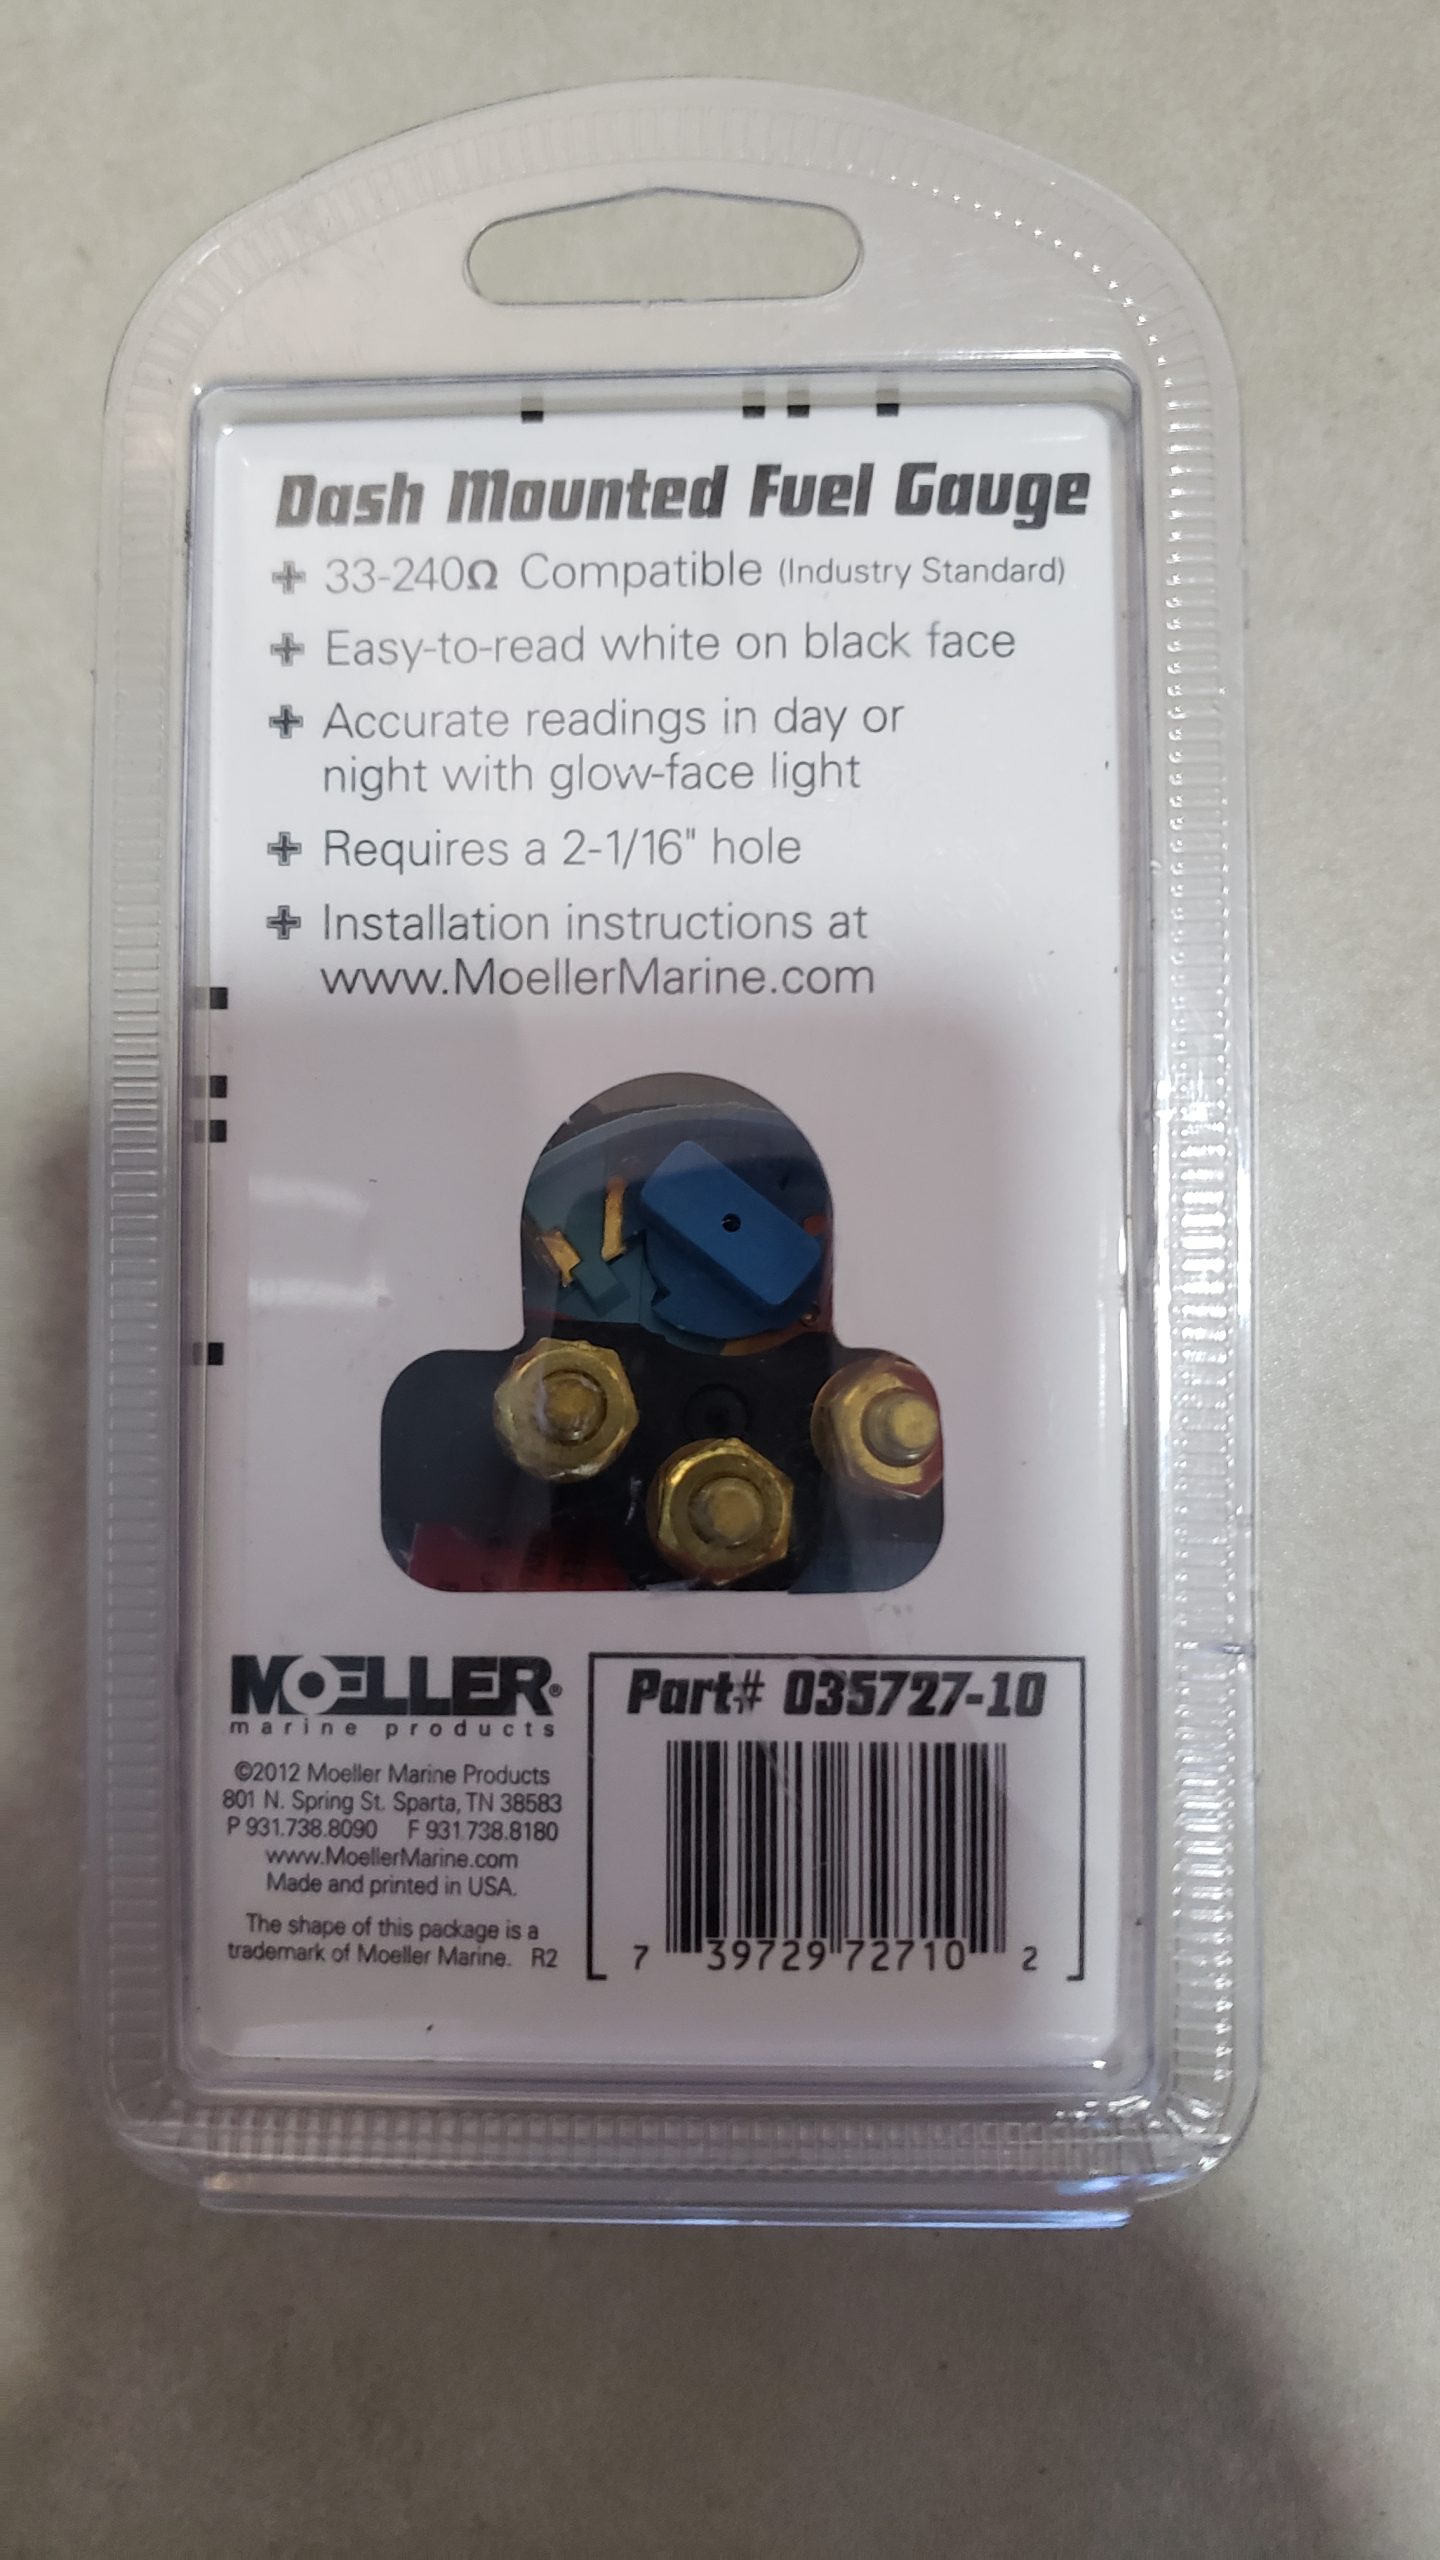 Dash Mounted Fuel Gauge
33-240Ω Compatible (Industry Standard)
Easy-to-read white on black face
Accurate readings in day or
night with glow-face light
Requires a 2-1/16" hole
Installation instructions at
www.MoellerMarine.com
MOELLER®
marine products
©2012 Moeller Marine Products
801 N. Spring St. Sparta, TN 38583
P 931.738.8090 F 931.738.8180
www.MoellerMarine.com
Made and printed in USA.
The shape of this package is a
trademark of Moeller Marine. R2
Part# 035727-10
7 39729 72710 2